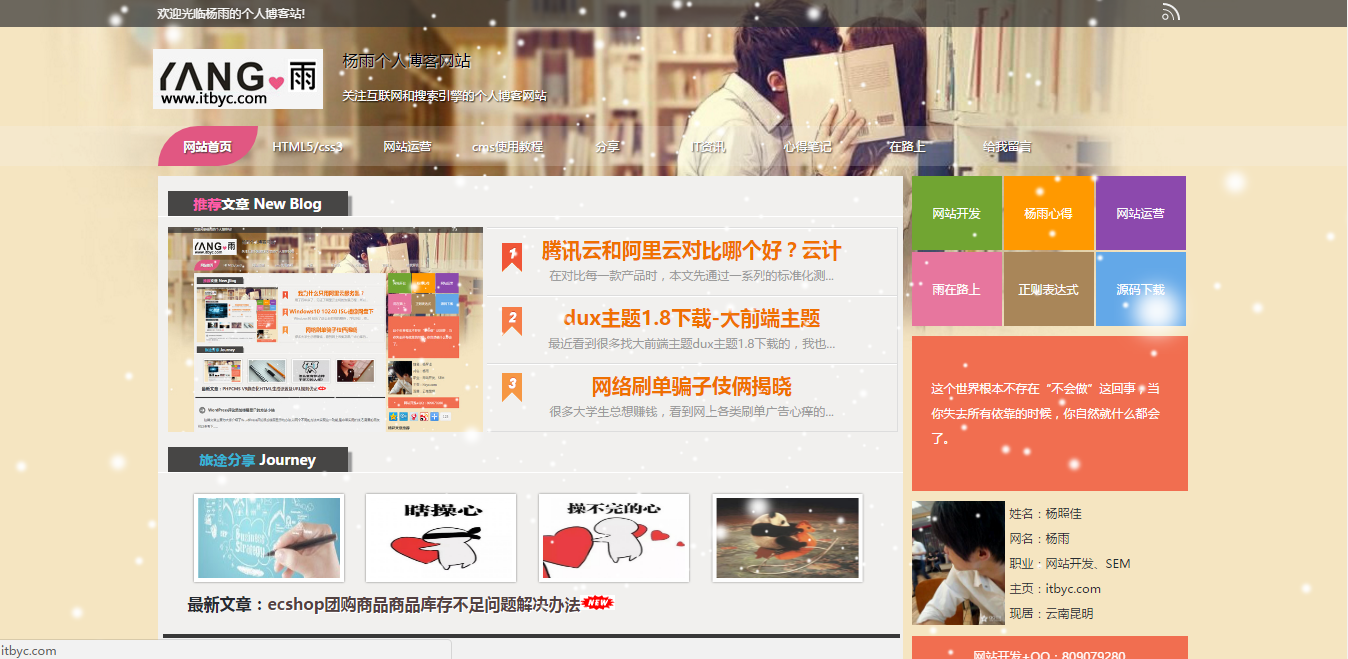 欢迎光临杨雨的个人博客站!
YANG 雨
www.itbyc.com
杨雨个人博客网站
关注互联网和搜索引擎的个人博客网站
网站首页 HTML5/css3 网站运营 cms使用教程 分享 IT资讯 心得笔记 在路上 给我留言
推荐文章 New Blog
1 腾讯云和阿里云对比哪个好？云计
在对比每一款产品时，本文先通过一系列的标准化测...
2 dux主题1.8下载-大前端主题
最近看到很多找大前端主题dux主题1.8下载的，我也...
3 网络刷单骗子伎俩揭晓
很多大学生总想赚钱，看到网上各类刷单广告心痒的...
旅途分享 Journey
Business
Strategy
瞎操心
操不完的心
最新文章：ecshop团购商品商品库存不足问题解决办法 NEW
网站开发 杨雨心得 网站运营
雨在路上 正则表达式 源码下载
这个世界根本不存在“不会做”这回事，当
你失去所有依靠的时候，你自然就什么都会
了。
姓名：杨照佳
网名：杨雨
职业：网站开发、SEM
主页：itbyc.com
现居：云南昆明
网站开发+QQ：809079280
itbyc.com